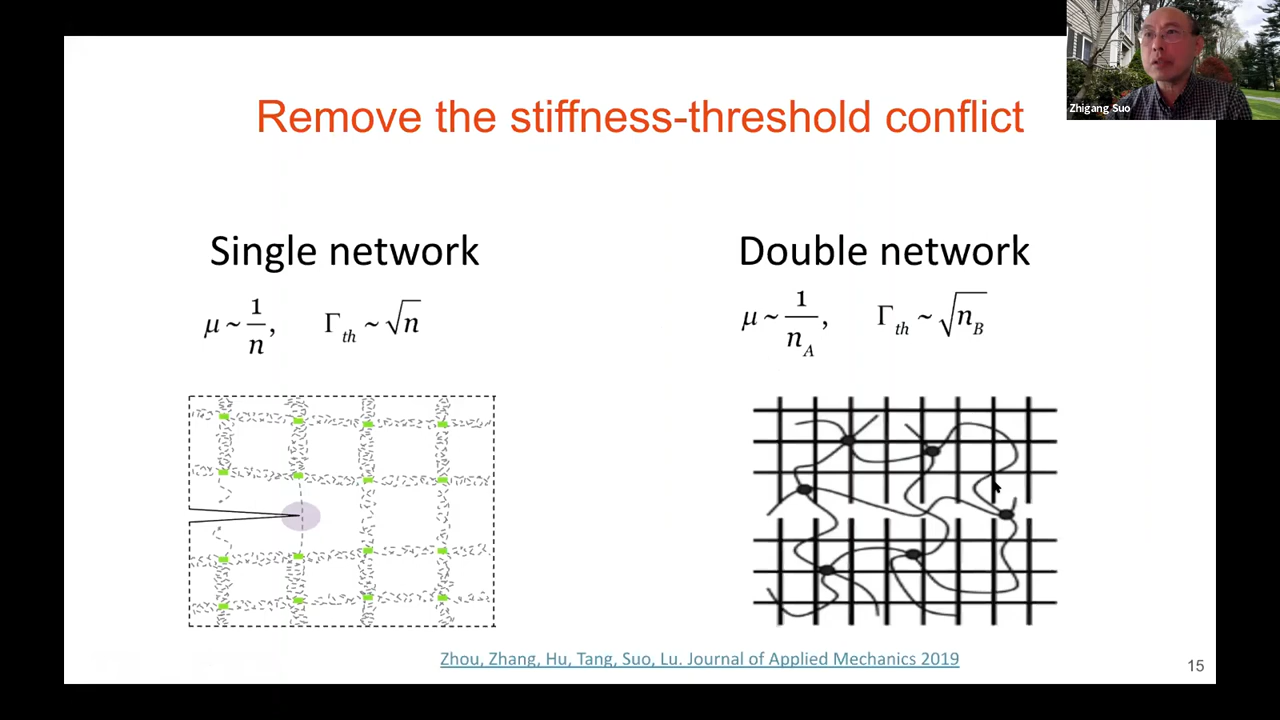 Zhigang Suo
Remove the stiffness-threshold conflict
Single network
μ ~ 1/n, Γ_th ~ √n
Double network
μ ~ 1/n_A, Γ_th ~ √n_B
Zhou, Zhang, Hu, Tang, Suo, Lu. Journal of Applied Mechanics 2019
15